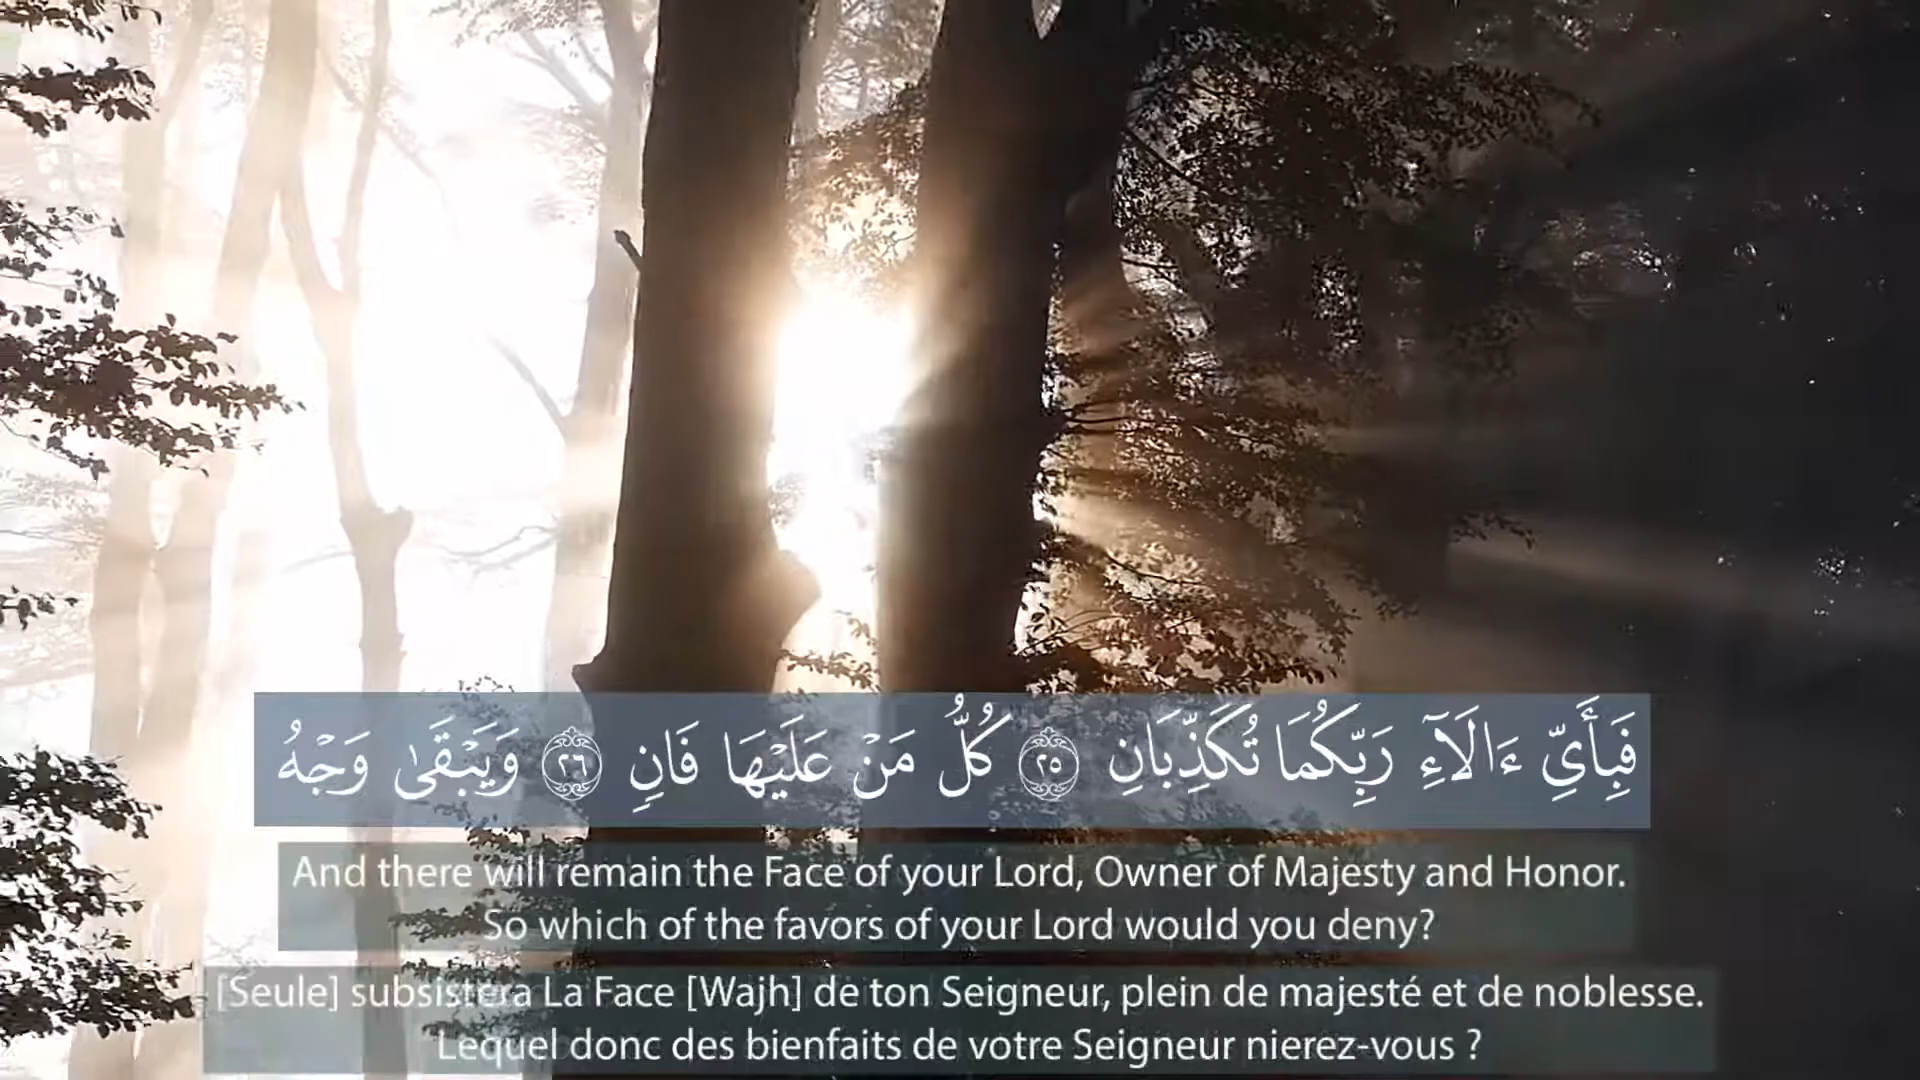 فَبِأَىِّ ءَالَآءِ رَبِّكُمَا تُكَذِّبَانِ ٢٥ كُلُّ مَنْ عَلَيْهَا فَانٍ ٢٦ وَيَبْقَىٰ وَجْهُ
And there will remain the Face of your Lord, Owner of Majesty and Honor.
So which of the favors of your Lord would you deny?
[Seule] subsistera La Face [Wajh] de ton Seigneur, plein de majesté et de noblesse.
Lequel donc des bienfaits de votre Seigneur nierez-vous ?